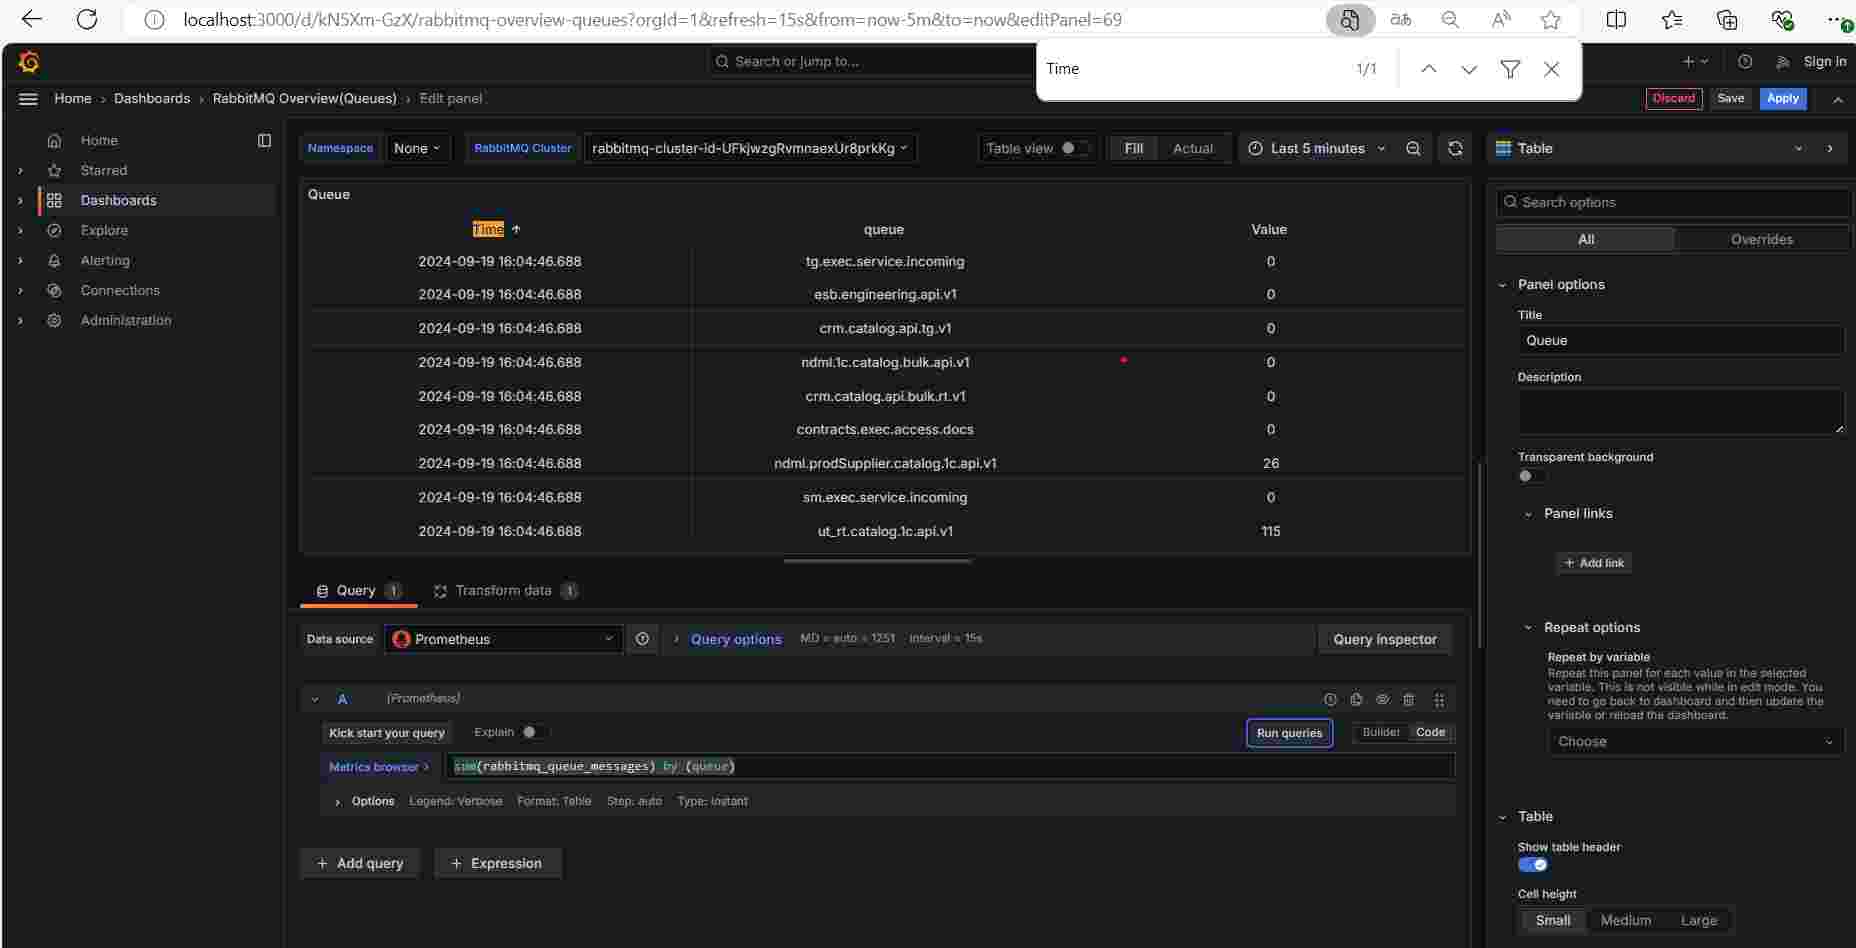 localhost:3000/d/kN5Xm-GzX/rabbitmq-overview-queues?orgId=1&refresh=15s&from=now-5m&to=now&editPanel=69
Time 1/1
Search or jump to...
Sign in
Home > Dashboards > RabbitMQ Overview(Queues) > Edit panel
Discard Save Apply
Home
Starred
Dashboards
Explore
Alerting
Connections
Administration
Namespace None RabbitMQ Cluster rabbitmq-cluster-id-UFkjwzgRvmnaexUr8prkKg Table view Fill Actual Last 5 minutes
Queue
Time queue Value
2024-09-19 16:04:46.688 tg.exec.service.incoming 0
2024-09-19 16:04:46.688 esb.engineering.api.v1 0
2024-09-19 16:04:46.688 crm.catalog.api.tg.v1 0
2024-09-19 16:04:46.688 ndml.1c.catalog.bulk.api.v1 0
2024-09-19 16:04:46.688 crm.catalog.api.bulk.rt.v1 0
2024-09-19 16:04:46.688 contracts.exec.access.docs 0
2024-09-19 16:04:46.688 ndml.prodSupplier.catalog.1c.api.v1 26
2024-09-19 16:04:46.688 sm.exec.service.incoming 0
2024-09-19 16:04:46.688 ut_rt.catalog.1c.api.v1 115
Query 1 Transform data 1
Data source Prometheus > Query options MD = auto = 1251 Interval = 15s Query inspector
A (Prometheus)
Kick start your query Explain Run queries Builder Code
Metrics browser > sum(rabbitmq_queue_messages) by (queue)
> Options Legend: Verbose Format: Table Step: auto Type: Instant
+ Add query + Expression
Table
Search options
All Overrides
Panel options
Title
Queue
Description
Transparent background
Panel links
+ Add link
Repeat options
Repeat by variable
Repeat this panel for each value in the selected
variable. This is not visible while in edit mode. You
need to go back to dashboard and then update the
variable or reload the dashboard.
Choose
Table
Show table header
Cell height
Small Medium Large